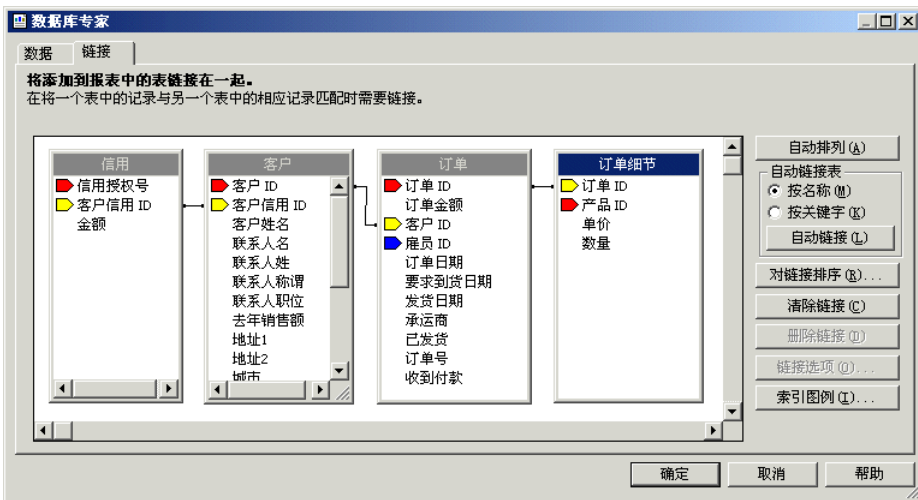 数据库专家
数据
链接
将添加到报表中的表链接在一起。
在将一个表中的记录与另一个表中的相应记录匹配时需要链接。
信用
信用授权号
客户信用 ID
金额
客户
客户 ID
客户信用 ID
客户姓名
联系人名
联系人姓
联系人称谓
联系人职位
去年销售额
地址1
地址2
城市
订单
订单 ID
订单金额
客户 ID
雇员 ID
订单日期
要求到货日期
发货日期
承运商
已发货
订单号
收到付款
订单细节
订单 ID
产品 ID
单价
数量
自动排列(A)
自动链接表
按名称(M)
按关键字(K)
自动链接(L)
对链接排序(R)...
清除链接(C)
删除链接(D)
链接选项(O)...
索引图例(I)...
确定
取消
帮助